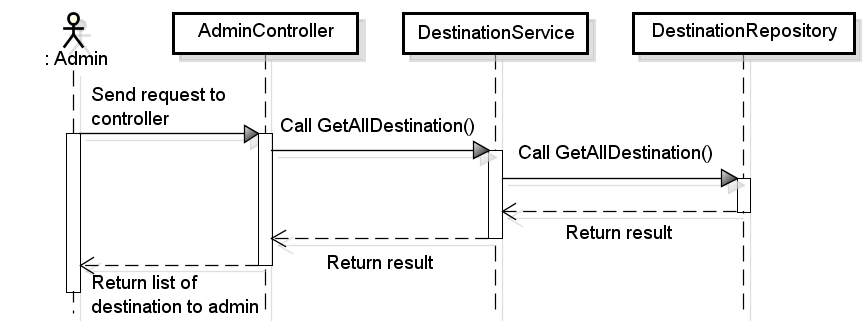 AdminController
DestinationService
DestinationRepository
: Admin
Send request to
controller
Call GetAllDestination()
Call GetAllDestination()
Return result
Return result
Return list of
destination to admin